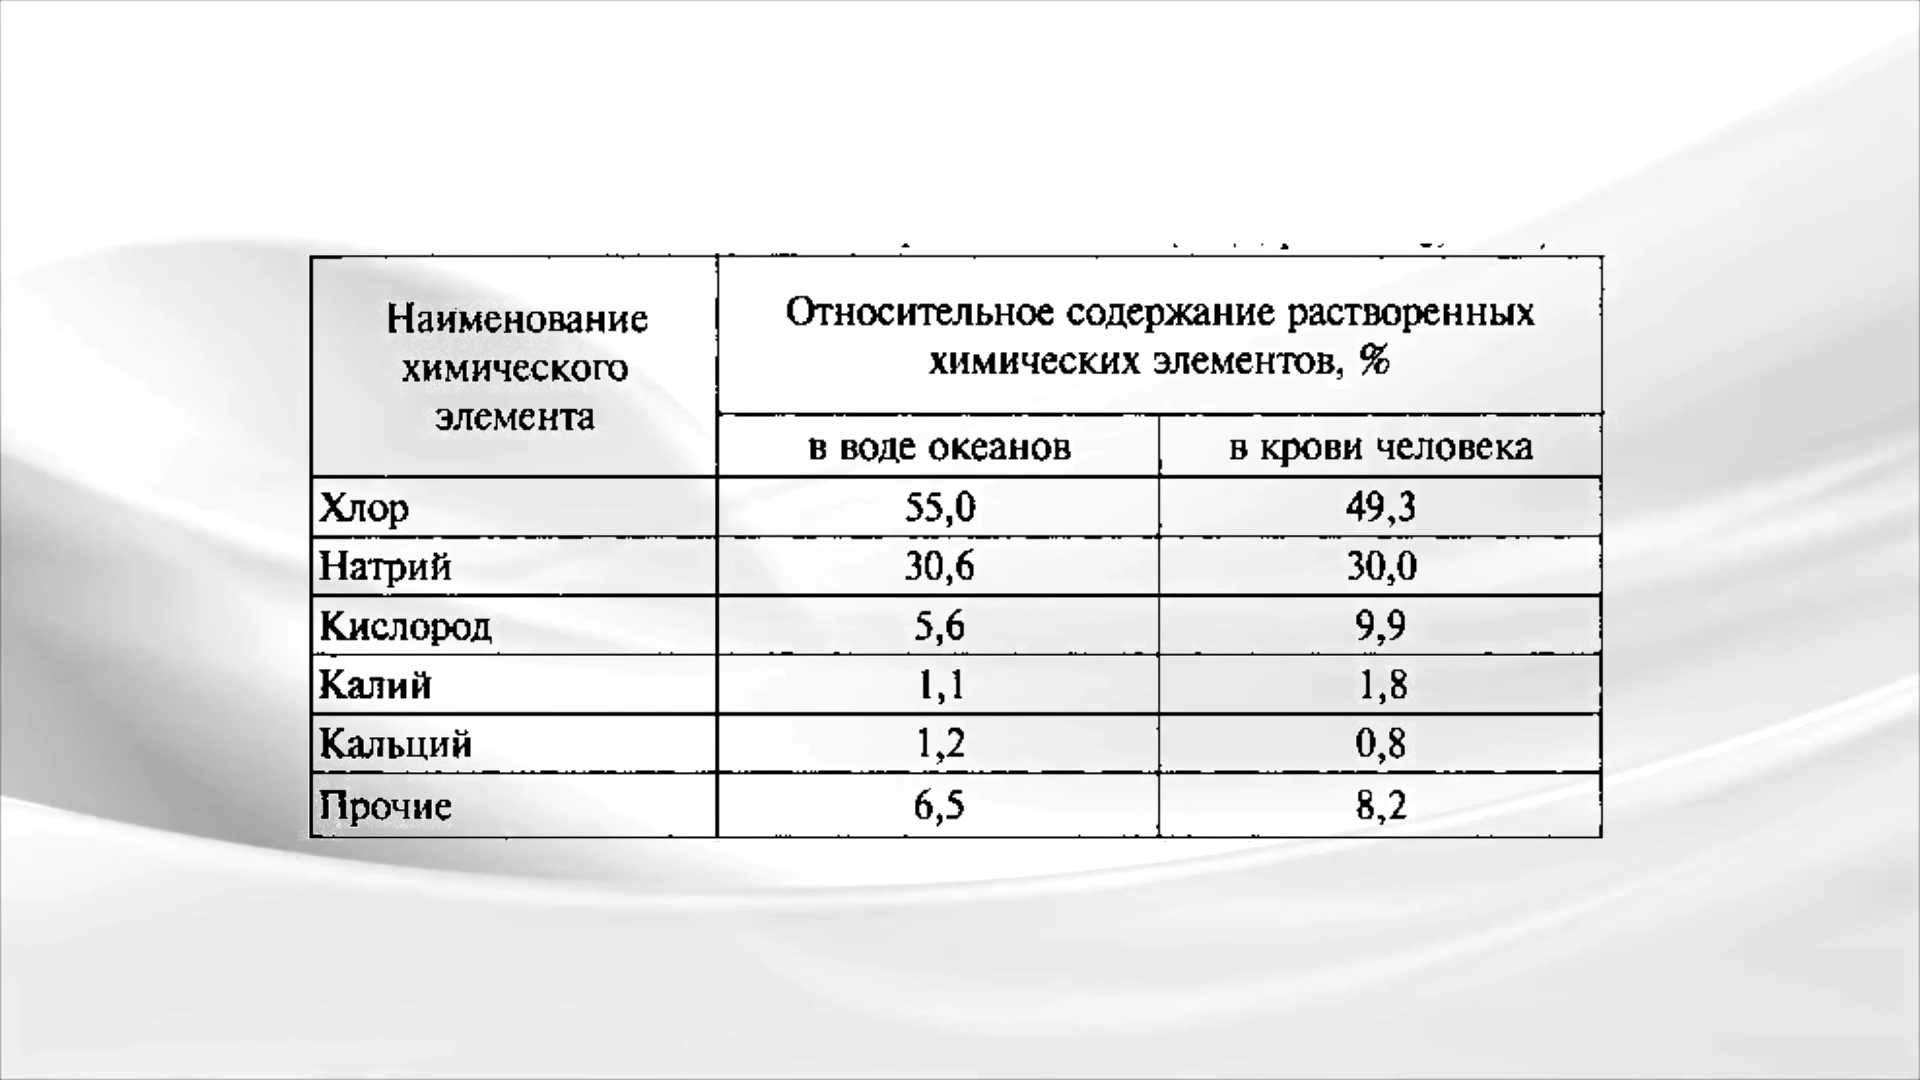 Наименование
химического
элемента
Относительное содержание растворенных
химических элементов, %
в воде океанов
в крови человека
Хлор 55,0 49,3
Натрий 30,6 30,0
Кислород 5,6 9,9
Калий 1,1 1,8
Кальций 1,2 0,8
Прочие 6,5 8,2